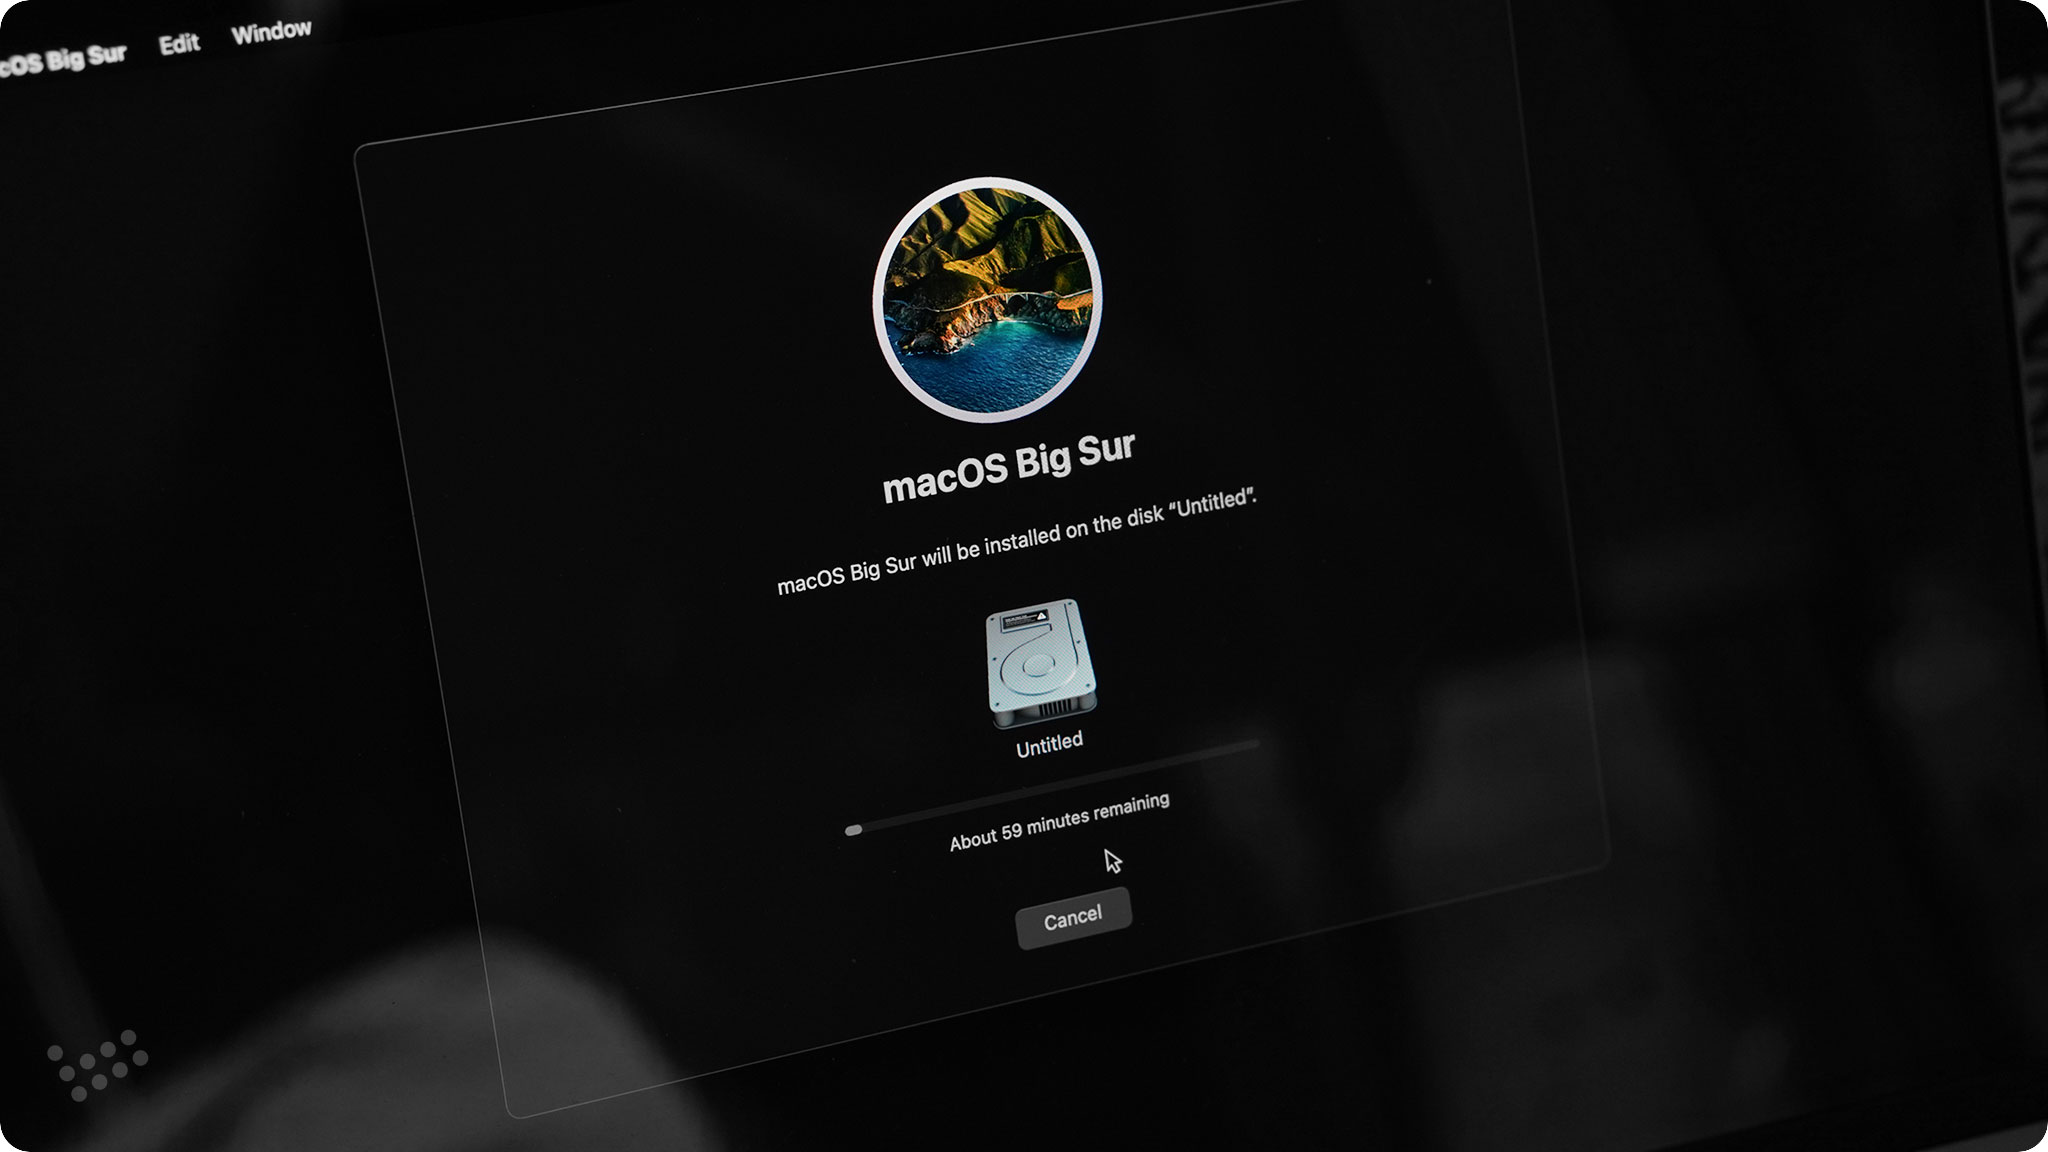 cOS Big Sur Edit Window
macOS Big Sur
macOS Big Sur will be installed on the disk “Untitled”.
Untitled
About 59 minutes remaining
Cancel